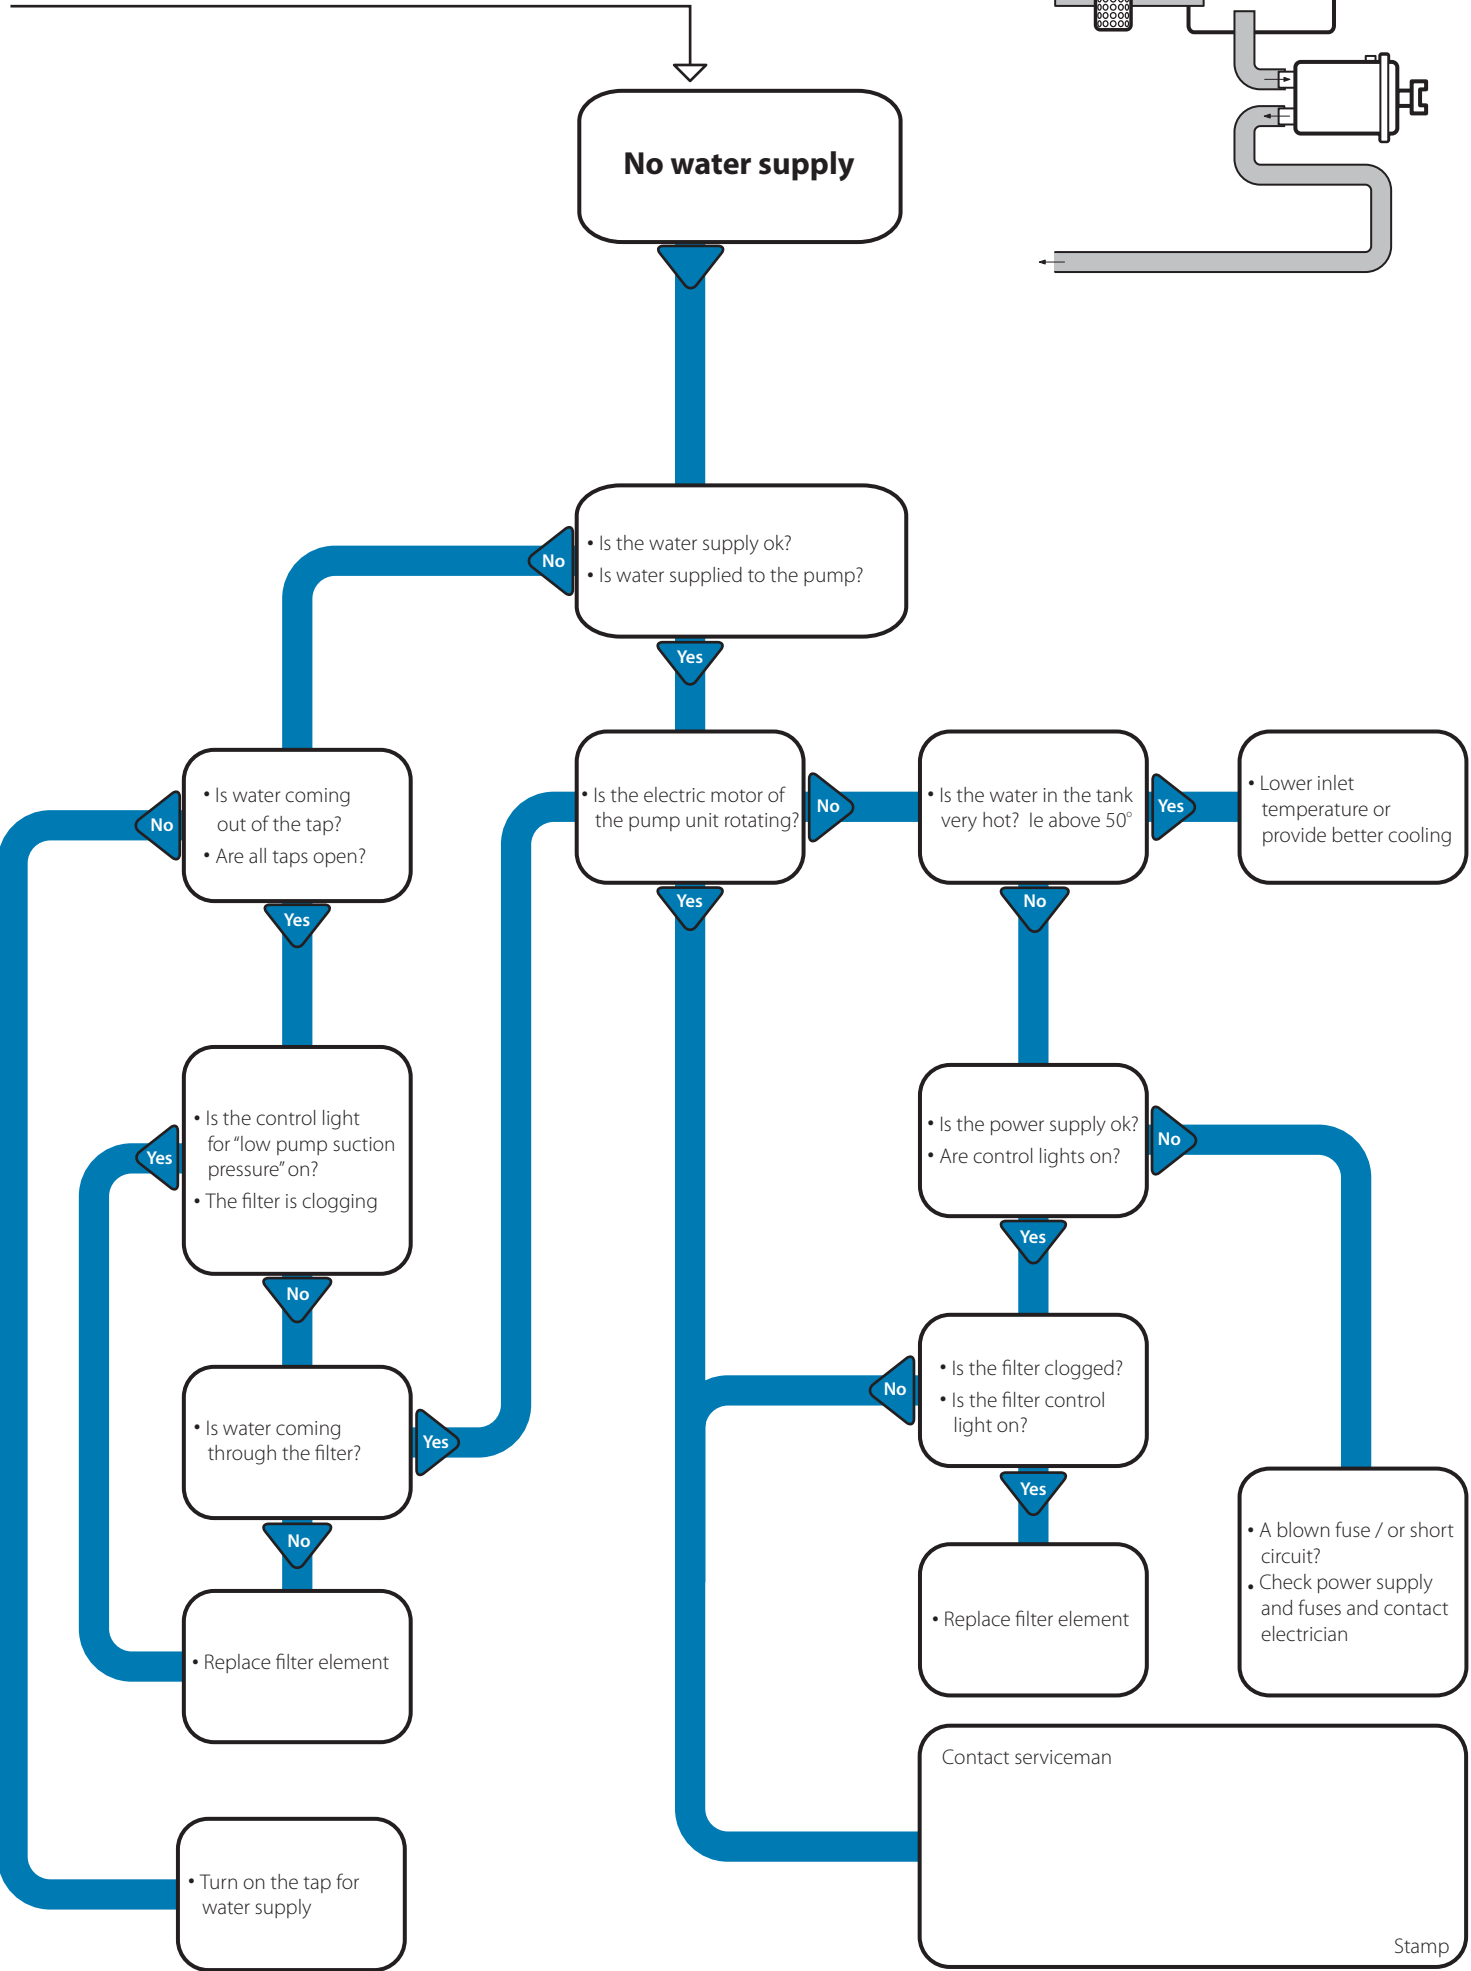 No water supply
• Is the water supply ok?
• Is water supplied to the pump?
No
Yes
• Is water coming
out of the tap?
• Are all taps open?
No
Yes
• Is the electric motor of
the pump unit rotating?
No
Yes
• Is the water in the tank
very hot? Ie above 50°
Yes
No
• Lower inlet
temperature or
provide better cooling
• Is the control light
for "low pump suction
pressure" on?
• The filter is clogging
Yes
No
• Is the power supply ok?
• Are control lights on?
No
Yes
• Is water coming
through the filter?
Yes
No
• Is the filter clogged?
• Is the filter control
light on?
No
Yes
• Replace filter element
• Replace filter element
• A blown fuse / or short
circuit?
• Check power supply
and fuses and contact
electrician
• Turn on the tap for
water supply
Contact serviceman
Stamp